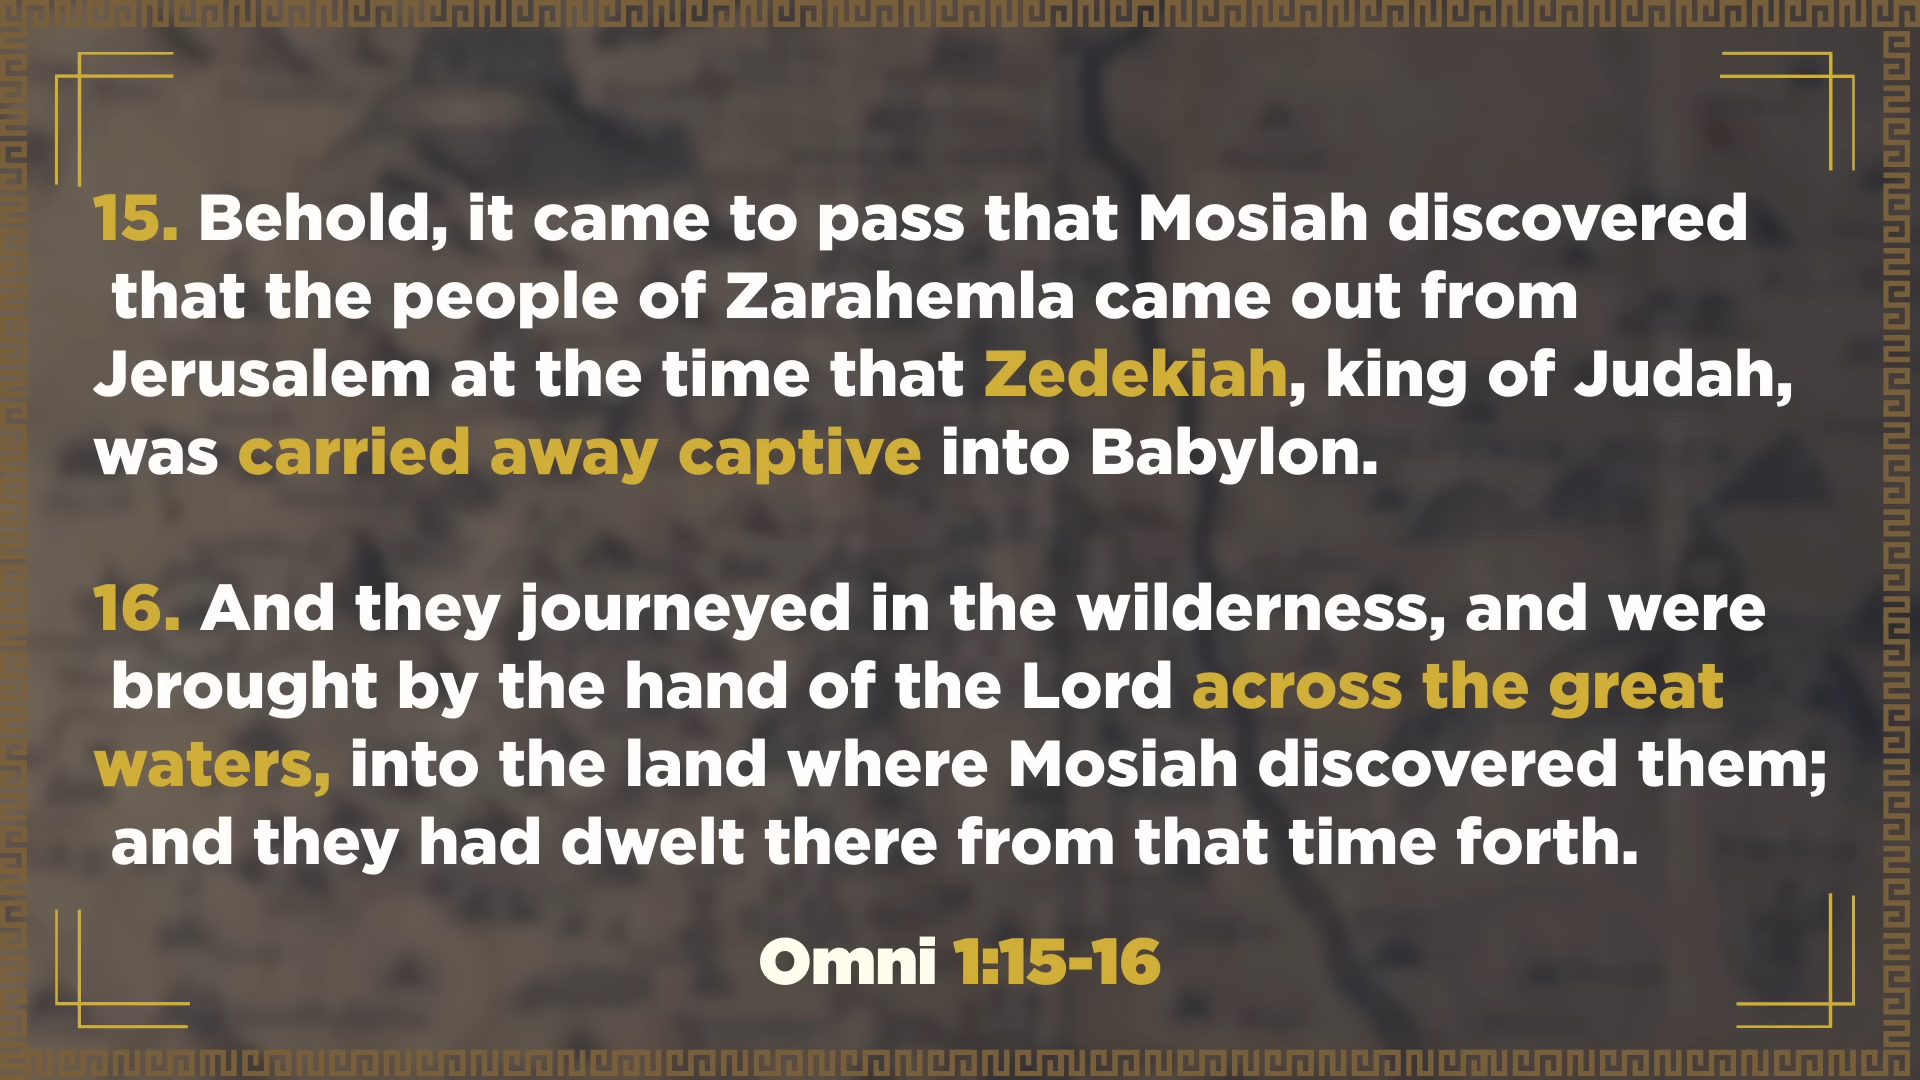 15. Behold, it came to pass that Mosiah discovered
that the people of Zarahemla came out from
Jerusalem at the time that Zedekiah, king of Judah,
was carried away captive into Babylon.
16. And they journeyed in the wilderness, and were
brought by the hand of the Lord across the great
waters, into the land where Mosiah discovered them;
and they had dwelt there from that time forth.
Omni 1:15-16